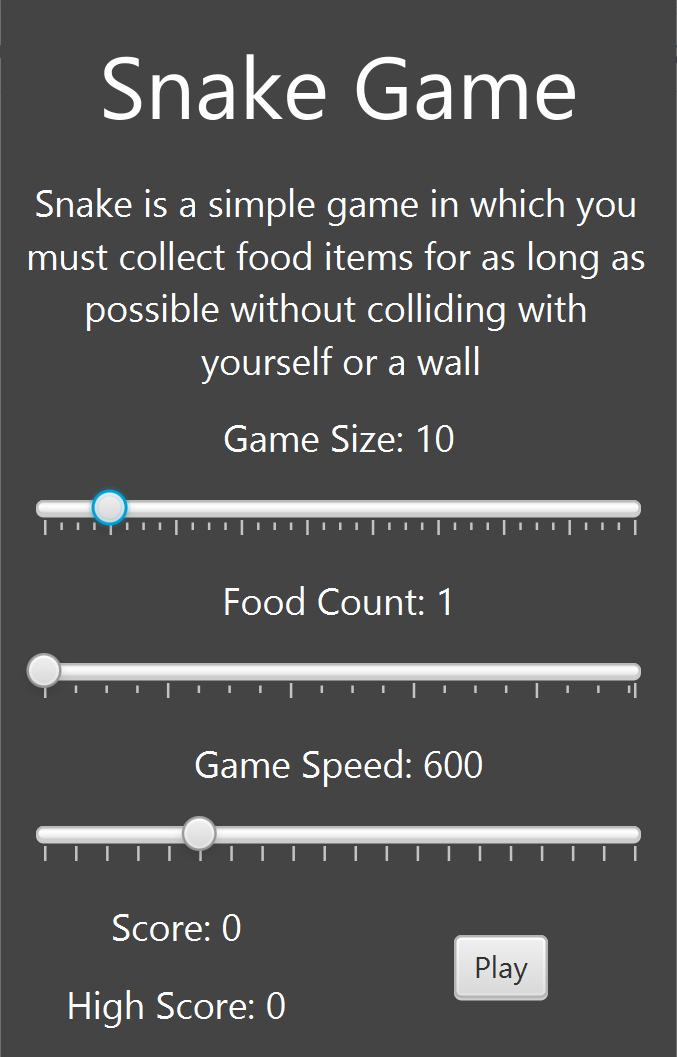 Snake Game
Snake is a simple game in which you
must collect food items for as long as
possible without colliding with
yourself or a wall
Game Size: 10
Food Count: 1
Game Speed: 600
Score: 0
Play
High Score: 0